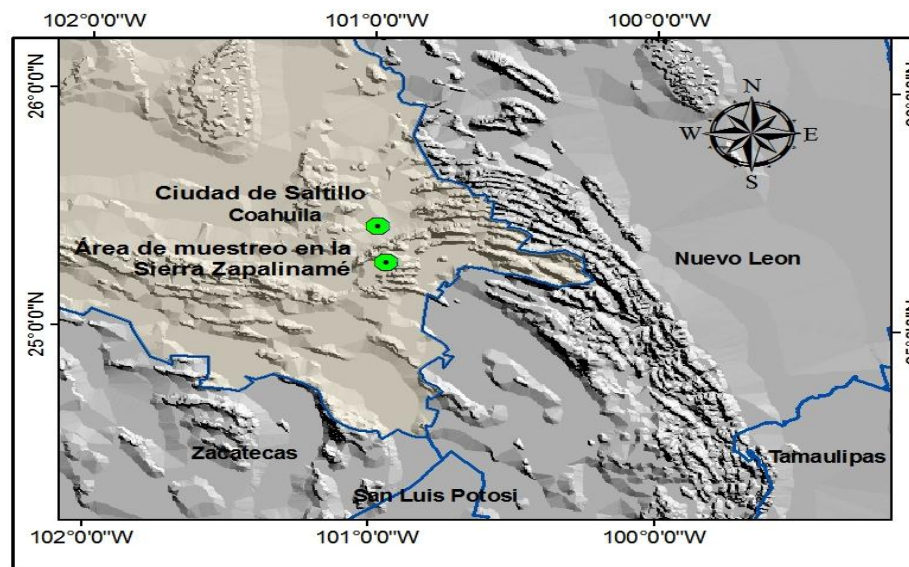 102°0'0"W 101°0'0"W 100°0'0"W
26°0'0"N
N
W E
S
Ciudad de Saltillo
Coahuila
Área de muestreo en la
Sierra Zapalinamé
Nuevo Leon
25°0'0"N
Zacatecas
Tamaulipas
San Luis Potosi
102°0'0"W 101°0'0"W 100°0'0"W